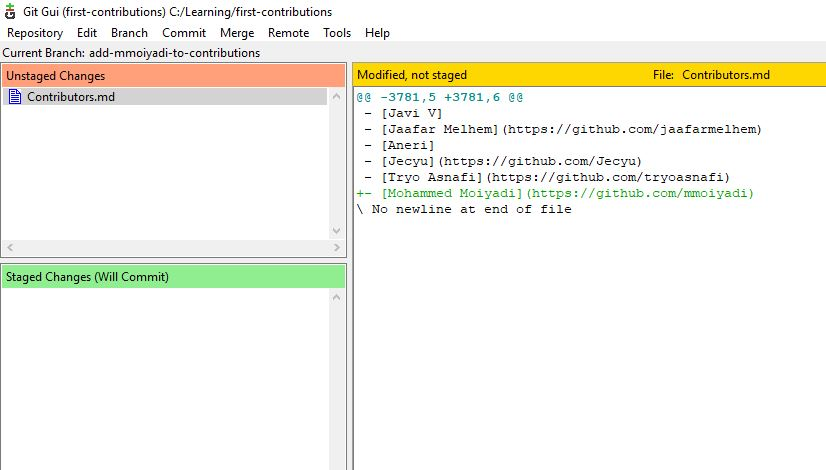 Git Gui (first-contributions) C:/Learning/first-contributions
Repository Edit Branch Commit Merge Remote Tools Help
Current Branch: add-mmoiyadi-to-contributions
Unstaged Changes
Contributors.md
Staged Changes (Will Commit)
Modified, not staged File: Contributors.md
@@ -3781,5 +3781,6 @@
 - [Javi V]
 - [Jaafar Melhem](https://github.com/jaafarmelhem)
 - [Aneri]
 - [Jecyu](https://github.com/Jecyu)
 - [Tryo Asnafi](https://github.com/tryoasnafi)
+- [Mohammed Moiyadi](https://github.com/mmoiyadi)
\ No newline at end of file